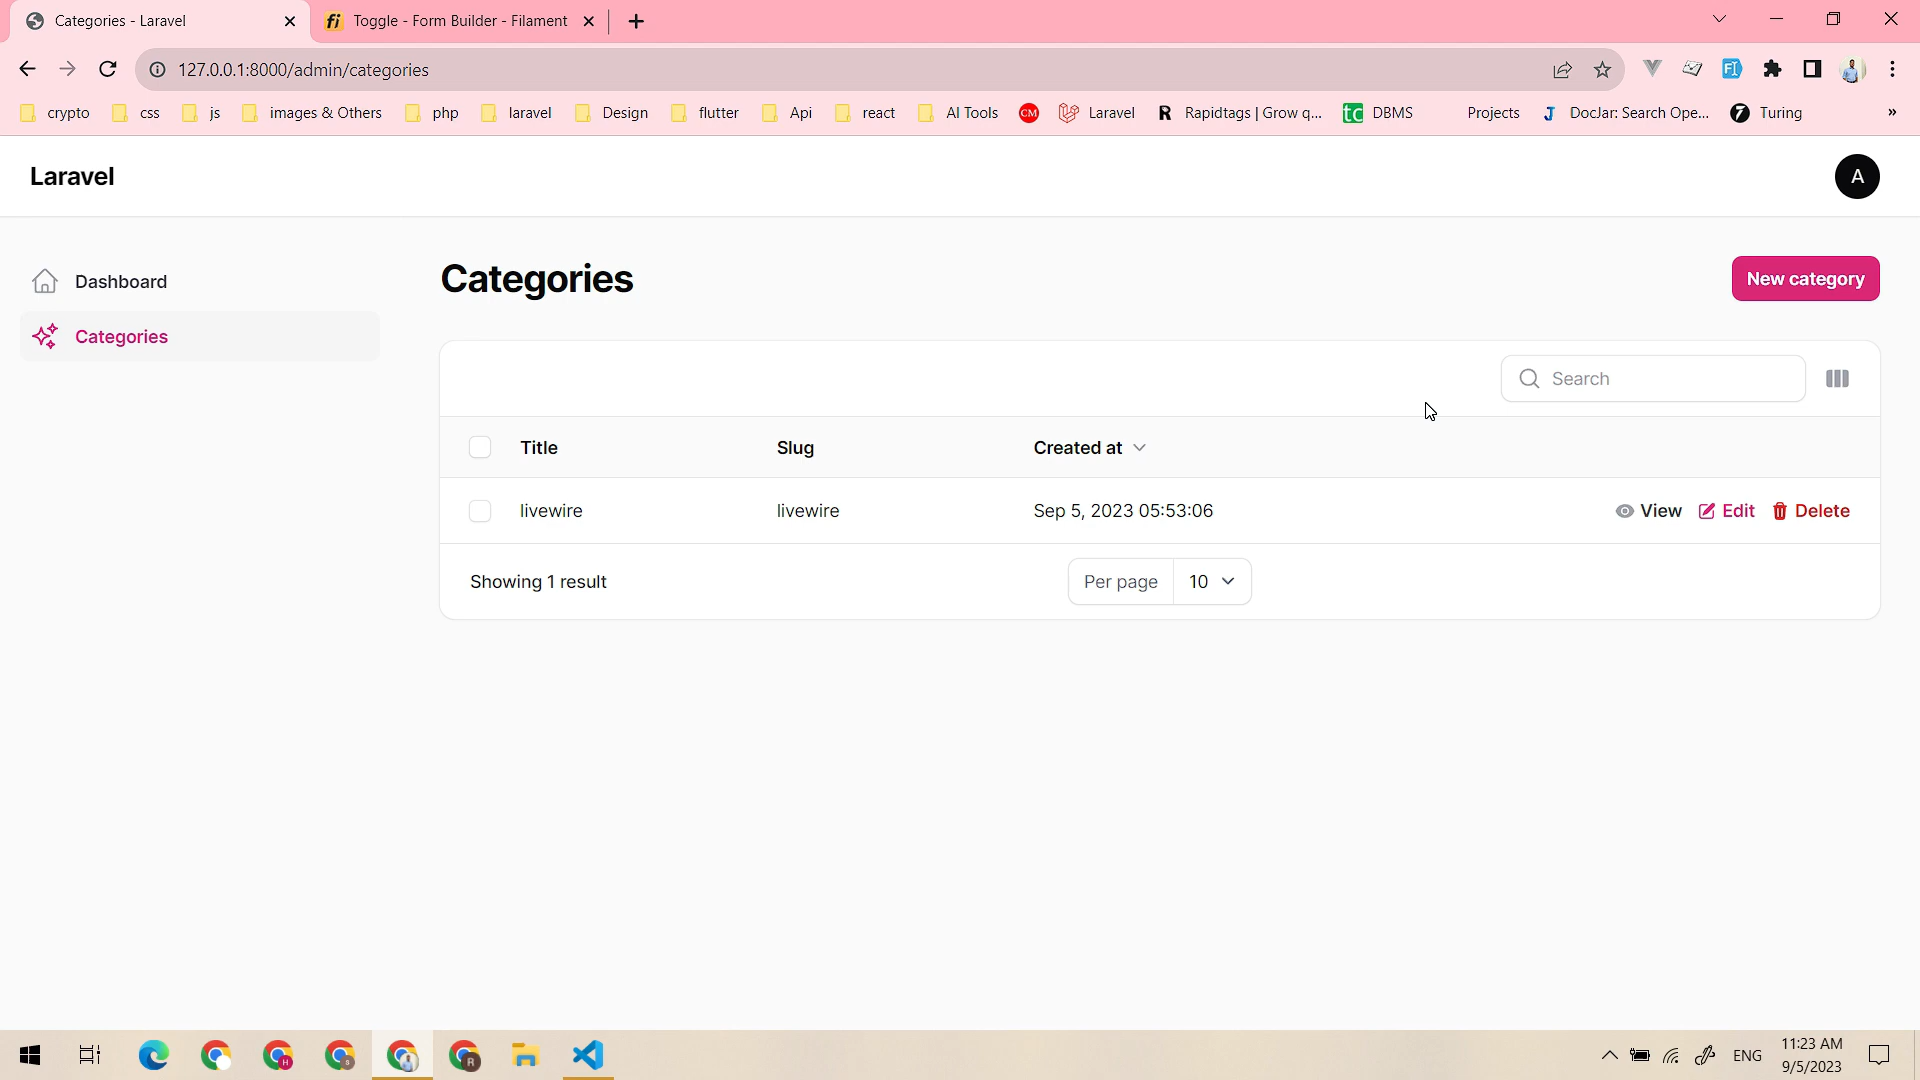 Categories - Laravel
Toggle - Form Builder - Filament
127.0.0.1:8000/admin/categories
crypto css js images & Others php laravel Design flutter Api react AI Tools CM Laravel R Rapidtags | Grow q... tc DBMS Projects J DocJar: Search Ope... Turing »
Laravel
A
Dashboard
Categories
Categories
New category
Search
Title Slug Created at
livewire livewire Sep 5, 2023 05:53:06 View Edit Delete
Showing 1 result Per page 10
ENG
11:23 AM
9/5/2023